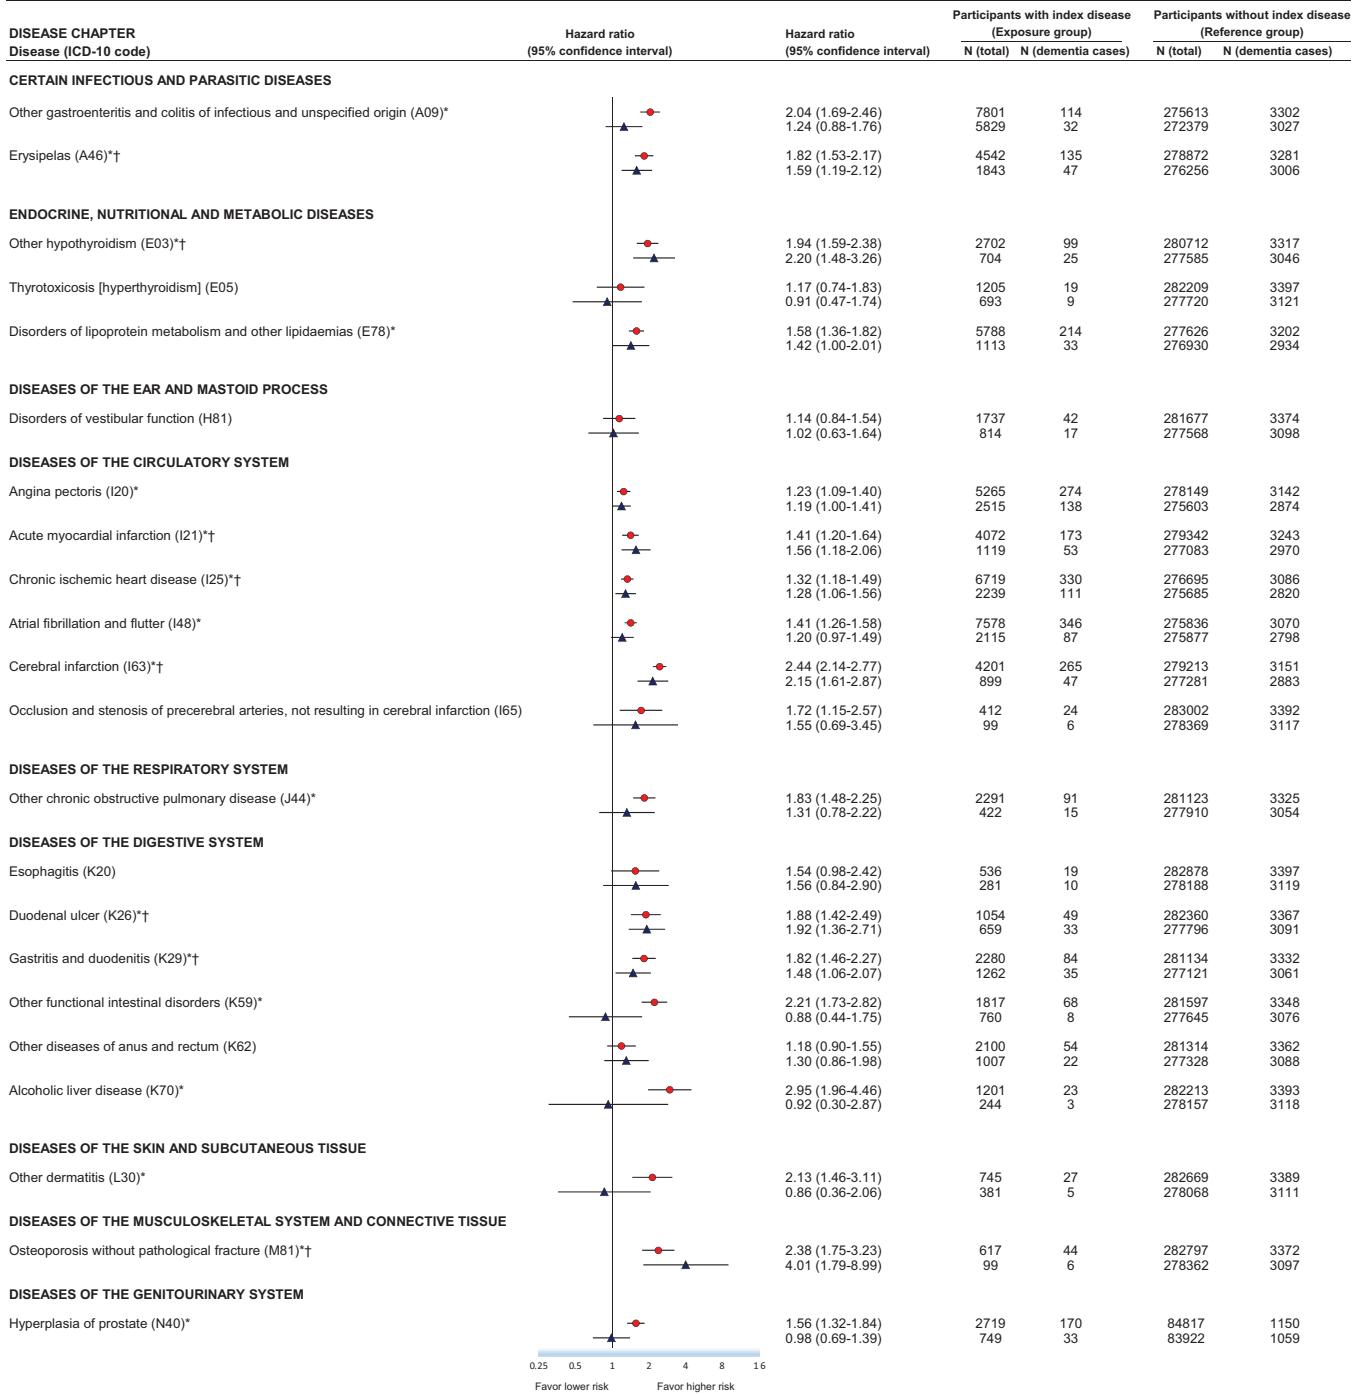 Participants with index disease Participants without index disease
DISEASE CHAPTER Hazard ratio Hazard ratio (Exposure group) (Reference group)
Disease (ICD-10 code) (95% confidence interval) (95% confidence interval) N (total) N (dementia cases) N (total) N (dementia cases)
CERTAIN INFECTIOUS AND PARASITIC DISEASES
Other gastroenteritis and colitis of infectious and unspecified origin (A09)* 2.04 (1.69-2.46) 7801 114 275613 3302
1.24 (0.88-1.76) 5829 32 272379 3027
Erysipelas (A46)*† 1.82 (1.53-2.17) 4542 135 278872 3281
1.59 (1.19-2.12) 1843 47 276256 3006
ENDOCRINE, NUTRITIONAL AND METABOLIC DISEASES
Other hypothyroidism (E03)*† 1.94 (1.59-2.38) 2702 99 280712 3317
2.20 (1.48-3.26) 704 25 277585 3046
Thyrotoxicosis [hyperthyroidism] (E05) 1.17 (0.74-1.83) 1205 19 282209 3397
0.91 (0.47-1.74) 693 9 277720 3121
Disorders of lipoprotein metabolism and other lipidaemias (E78)* 1.58 (1.36-1.82) 5788 214 277626 3202
1.42 (1.00-2.01) 1113 33 276930 2934
DISEASES OF THE EAR AND MASTOID PROCESS
Disorders of vestibular function (H81) 1.14 (0.84-1.54) 1737 42 281677 3374
1.02 (0.63-1.64) 814 17 277568 3098
DISEASES OF THE CIRCULATORY SYSTEM
Angina pectoris (I20)* 1.23 (1.09-1.40) 5265 274 278149 3142
1.19 (1.00-1.41) 2515 138 275603 2874
Acute myocardial infarction (I21)*† 1.41 (1.20-1.64) 4072 173 279342 3243
1.56 (1.18-2.06) 1119 53 277083 2970
Chronic ischemic heart disease (I25)*† 1.32 (1.18-1.49) 6719 330 276695 3086
1.28 (1.06-1.56) 2239 111 275685 2820
Atrial fibrillation and flutter (I48)* 1.41 (1.26-1.58) 7578 346 275836 3070
1.20 (0.97-1.49) 2115 87 275877 2798
Cerebral infarction (I63)*† 2.44 (2.14-2.77) 4201 265 279213 3151
2.15 (1.61-2.87) 899 47 277281 2883
Occlusion and stenosis of precerebral arteries, not resulting in cerebral infarction (I65) 1.72 (1.15-2.57) 412 24 283002 3392
1.55 (0.69-3.45) 99 6 278369 3117
DISEASES OF THE RESPIRATORY SYSTEM
Other chronic obstructive pulmonary disease (J44)* 1.83 (1.48-2.25) 2291 91 281123 3325
1.31 (0.78-2.22) 422 15 277910 3054
DISEASES OF THE DIGESTIVE SYSTEM
Esophagitis (K20) 1.54 (0.98-2.42) 536 19 282878 3397
1.56 (0.84-2.90) 281 10 278188 3119
Duodenal ulcer (K26)*† 1.88 (1.42-2.49) 1054 49 282360 3367
1.92 (1.36-2.71) 659 33 277796 3091
Gastritis and duodenitis (K29)*† 1.82 (1.46-2.27) 2280 84 281134 3332
1.48 (1.06-2.07) 1262 35 277121 3061
Other functional intestinal disorders (K59)* 2.21 (1.73-2.82) 1817 68 281597 3348
0.88 (0.44-1.75) 760 8 277645 3076
Other diseases of anus and rectum (K62) 1.18 (0.90-1.55) 2100 54 281314 3362
1.30 (0.86-1.98) 1007 22 277328 3088
Alcoholic liver disease (K70)* 2.95 (1.96-4.46) 1201 23 282213 3393
0.92 (0.30-2.87) 244 3 278157 3118
DISEASES OF THE SKIN AND SUBCUTANEOUS TISSUE
Other dermatitis (L30)* 2.13 (1.46-3.11) 745 27 282669 3389
0.86 (0.36-2.06) 381 5 278068 3111
DISEASES OF THE MUSCULOSKELETAL SYSTEM AND CONNECTIVE TISSUE
Osteoporosis without pathological fracture (M81)*† 2.38 (1.75-3.23) 617 44 282797 3372
4.01 (1.79-8.99) 99 6 278362 3097
DISEASES OF THE GENITOURINARY SYSTEM
Hyperplasia of prostate (N40)* 1.56 (1.32-1.84) 2719 170 84817 1150
0.98 (0.69-1.39) 749 33 83922 1059
0.25 0.5 1 2 4 8 16
Favor lower risk Favor higher risk